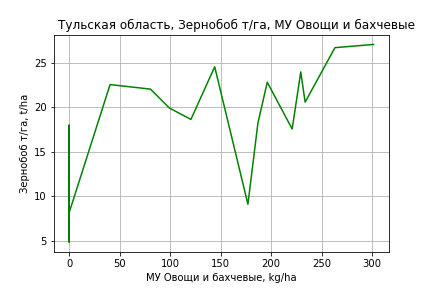 Тульская область, Зернобоб т/га, МУ Овощи и бахчевые
25
20
15
10
5
Зернобоб т/га, t/ha
0 50 100 150 200 250 300
МУ Овощи и бахчевые, kg/ha